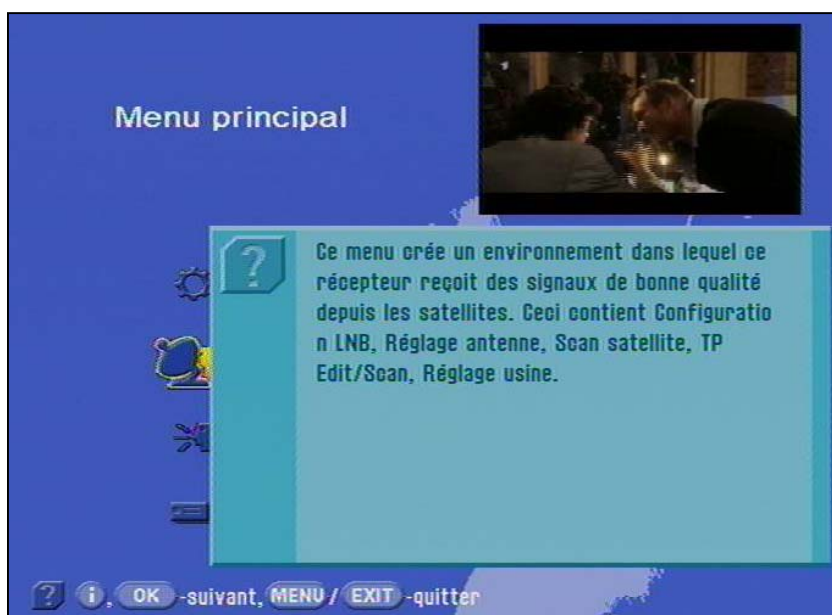 Menu principal
?
Ce menu crée un environnement dans lequel ce
récepteur reçoit des signaux de bonne qualité
depuis les satellites. Ceci contient Configuratio
n LNB, Réglage antenne, Scan satellite, TP
Edit/Scan, Réglage usine.
? i, OK -suivant, MENU / EXIT -quitter